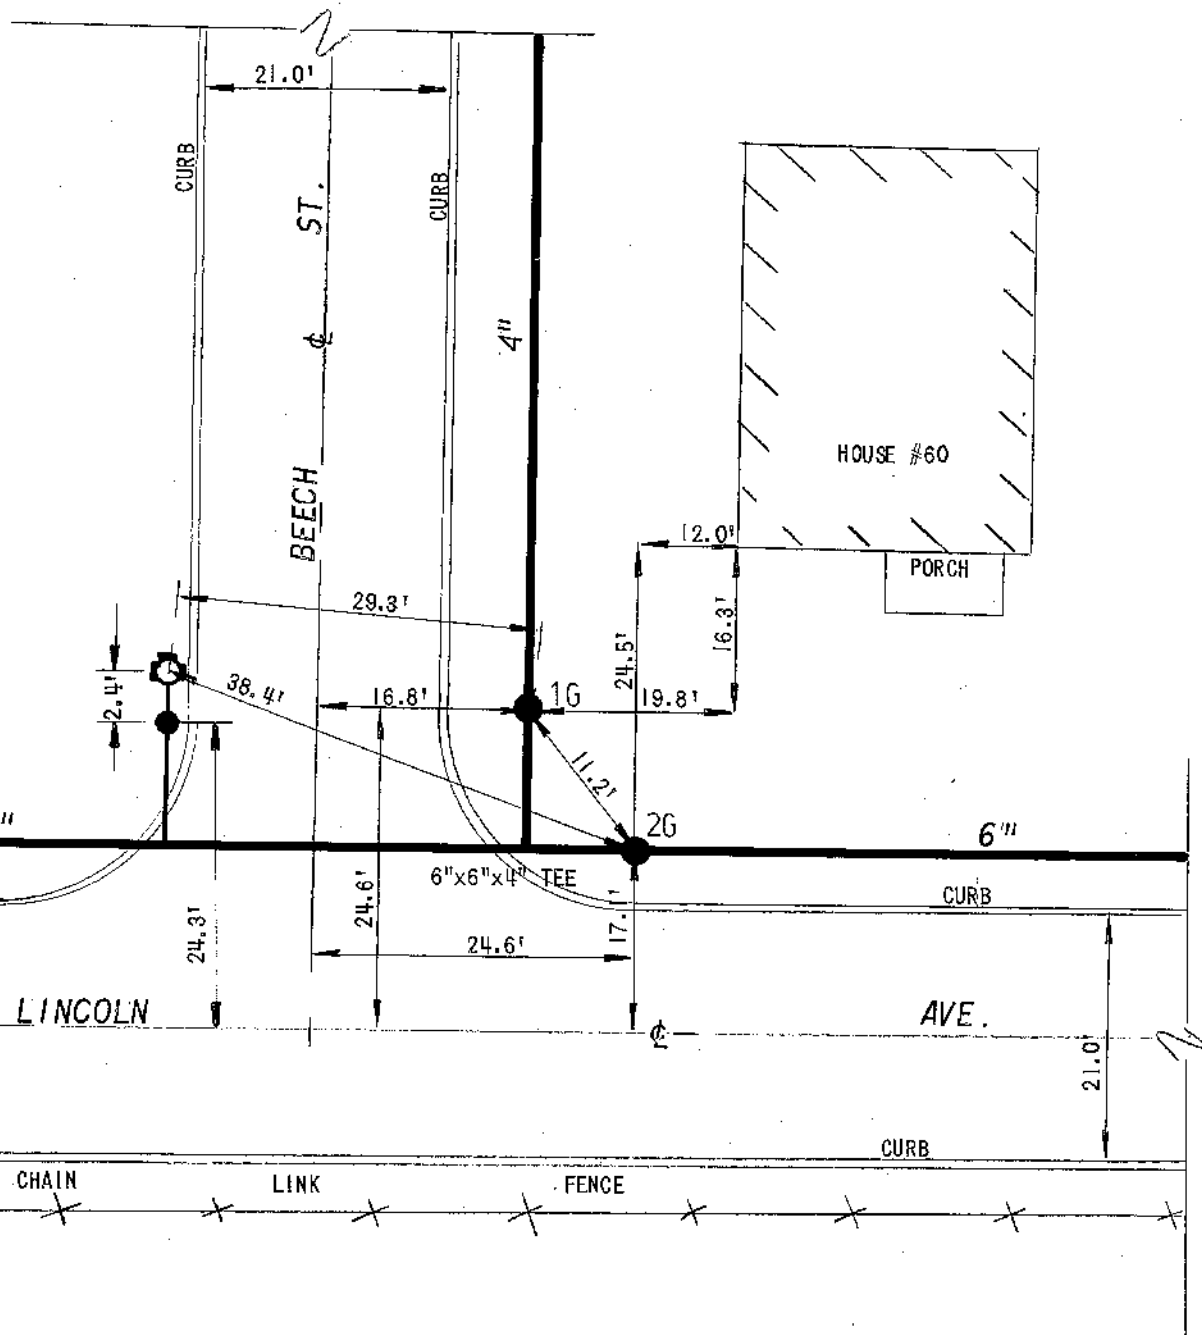 21.0'
CURB
CURB
BEECH ℄ ST.
4"
HOUSE #60
PORCH
12.0'
16.3'
24.5'
29.3'
38.4'
2.4'
16.8'
1G
19.8'
11.2'
2G
6"
6"x6"x4" TEE
CURB
24.3'
24.6'
24.6'
LINCOLN ℄ AVE.
21.0'
CURB
CHAIN LINK FENCE